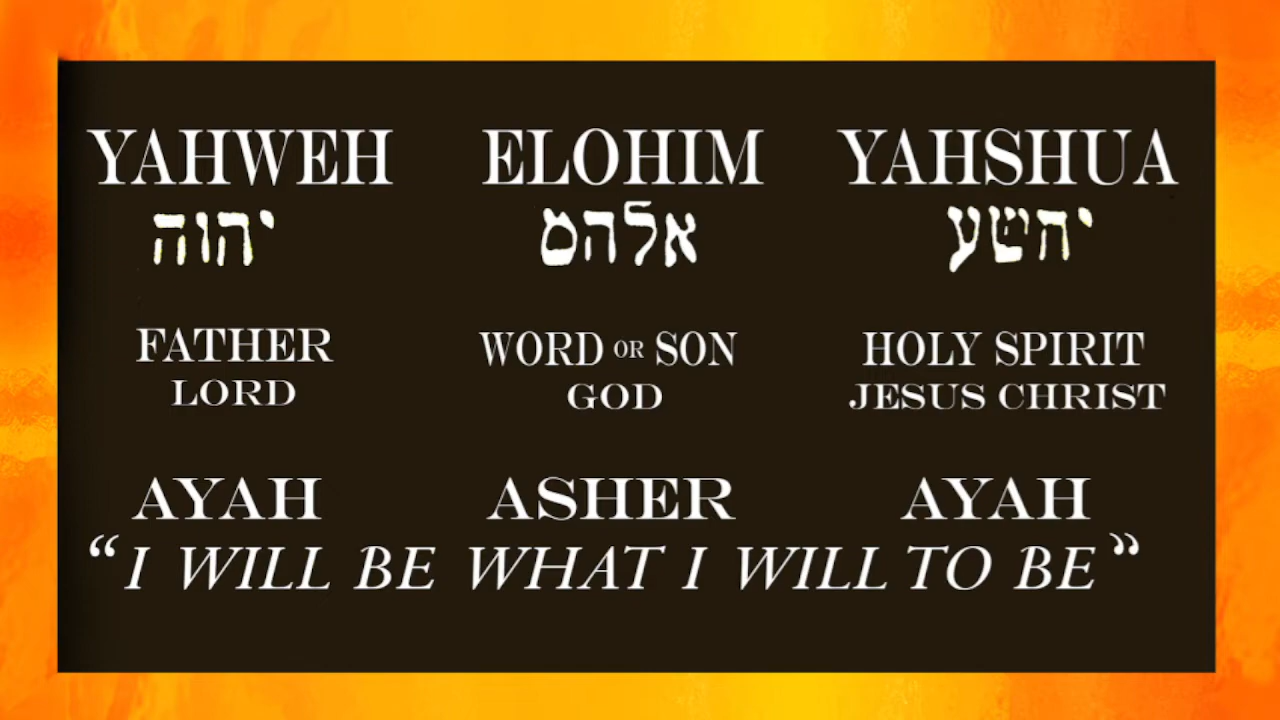 YAHWEH ELOHIM YAHSHUA
יהוה אלהם יהשע
FATHER WORD OR SON HOLY SPIRIT
LORD GOD JESUS CHRIST
AYAH ASHER AYAH
“I WILL BE WHAT I WILL TO BE”